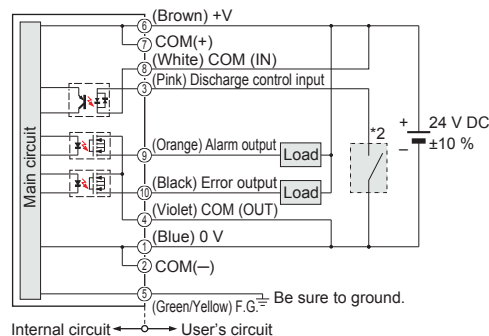 (Brown) +V
6
7 COM(+)
(White) COM (IN)
8
(Pink) Discharge control input
3
*2
+ 24 V DC
– ±10 %
Main circuit
(Orange) Alarm output
9
Load
(Black) Error output
10
Load
(Violet) COM (OUT)
4
(Blue) 0 V
1
2 COM(—)
5
(Green/Yellow) F.G.
Be sure to ground.
Internal circuit
User's circuit